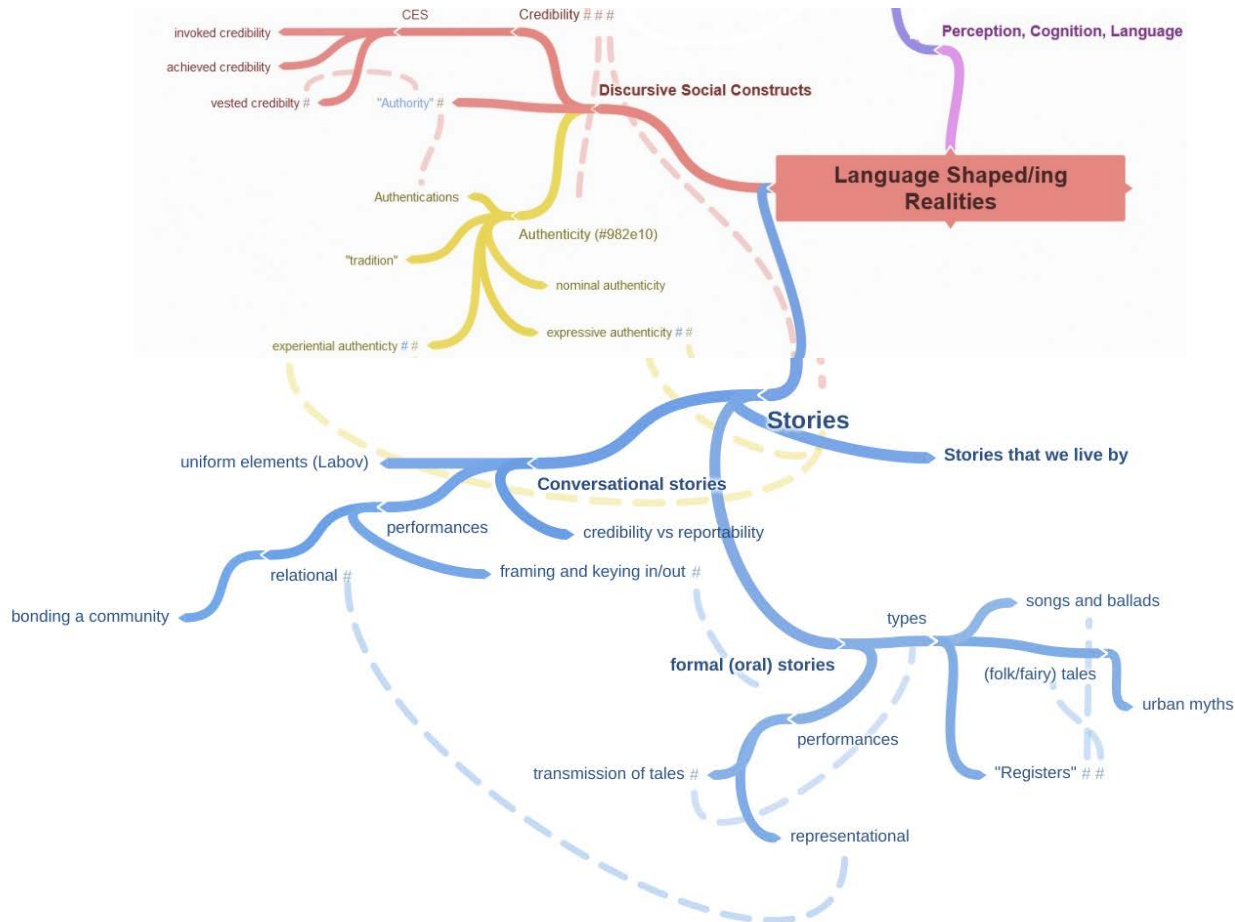 CES
Credibility # # #
invoked credibility
Perception, Cognition, Language
achieved credibility
Discursive Social Constructs
vested credibilty #
"Authority" #
Language Shaped/ing
Realities
Authentications
Authenticity (#982e10)
"tradition"
nominal authenticity
expressive authenticity # #
experiential authenticty # #
Stories
Stories that we live by
uniform elements (Labov)
Conversational stories
performances
credibility vs reportability
relational #
framing and keying in/out #
bonding a community
songs and ballads
types
formal (oral) stories
(folk/fairy) tales
urban myths
performances
transmission of tales #
"Registers" # #
representational